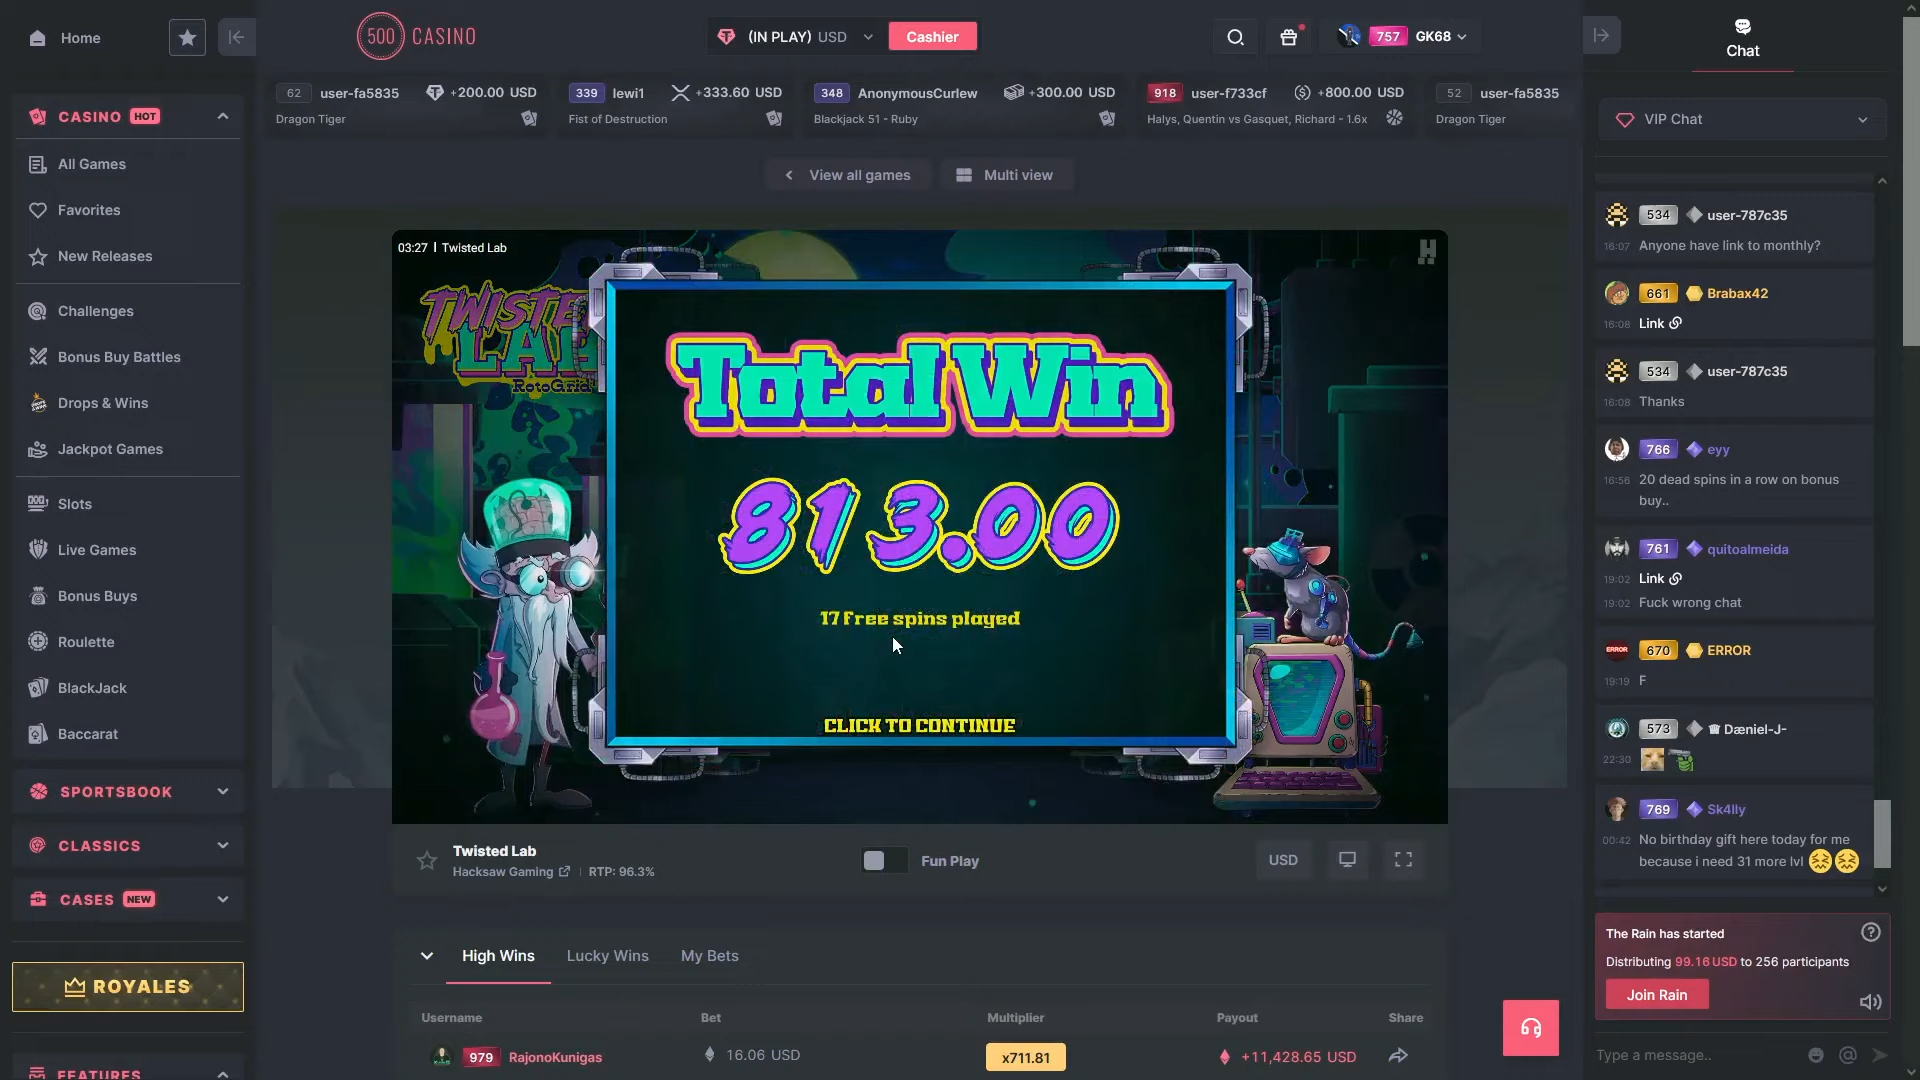 Home
500 CASINO
(IN PLAY) USD
Cashier
757 GK68
Chat
62 user-fa5835 +200.00 USD
Dragon Tiger
339 lewi1 +333.60 USD
Fist of Destruction
348 AnonymousCurlew +300.00 USD
Blackjack 51 - Ruby
918 user-f733cf +800.00 USD
Halys, Quentin vs Gasquet, Richard - 1.6x
52 user-fa5835
Dragon Tiger
CASINO HOT
All Games
Favorites
New Releases
Challenges
Bonus Buy Battles
Drops & Wins
Jackpot Games
Slots
Live Games
Bonus Buys
Roulette
BlackJack
Baccarat
SPORTSBOOK
CLASSICS
CASES NEW
ROYALES
FEATURES
View all games
Multi view
03:27 | Twisted Lab
TWISTE
LAB
RotoGrid
Total Win
813.00
17 free spins played
CLICK TO CONTINUE
Twisted Lab
Hacksaw Gaming | RTP: 96.3%
Fun Play
USD
High Wins
Lucky Wins
My Bets
Username Bet Multiplier Payout Share
979 RajonoKunigas 16.06 USD x711.81 +11,428.65 USD
VIP Chat
534 user-787c35
16:07 Anyone have link to monthly?
661 Brabax42
16:08 Link
534 user-787c35
16:08 Thanks
766 eyy
16:56 20 dead spins in a row on bonus
buy..
761 quitoalmeida
19:02 Link
19:02 Fuck wrong chat
ERROR 670 ERROR
19:19 F
573 ♛ Dæniel-J-
22:30
769 Sk4lly
00:42 No birthday gift here today for me
because i need 31 more lvl 😖😖
The Rain has started
Distributing 99.16 USD to 256 participants
Join Rain
Type a message..